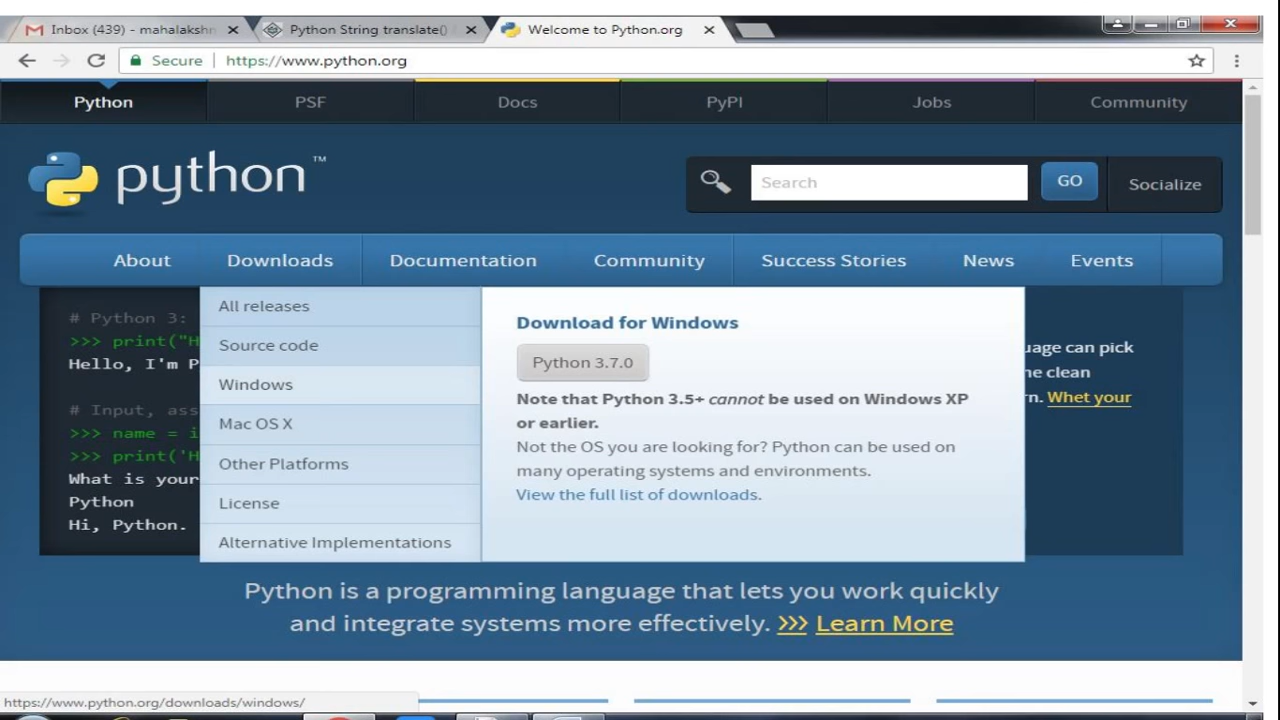 Inbox (439) - mahalakshn
Python String translate()
Welcome to Python.org
Secure
https://www.python.org
Python
PSF
Docs
PyPI
Jobs
Community
python™
Search
GO
Socialize
About
Downloads
Documentation
Community
Success Stories
News
Events
# Python 3:
>>> print("H
Hello, I'm P
# Input, ass
>>> name = i
>>> print('H
What is your
Python
Hi, Python.
All releases
Source code
Windows
Mac OS X
Other Platforms
License
Alternative Implementations
Download for Windows
Python 3.7.0
Note that Python 3.5+ cannot be used on Windows XP
or earlier.
Not the OS you are looking for? Python can be used on
many operating systems and environments.
View the full list of downloads.
uage can pick
ne clean
rn. Whet your
Python is a programming language that lets you work quickly
and integrate systems more effectively. >>> Learn More
https://www.python.org/downloads/windows/